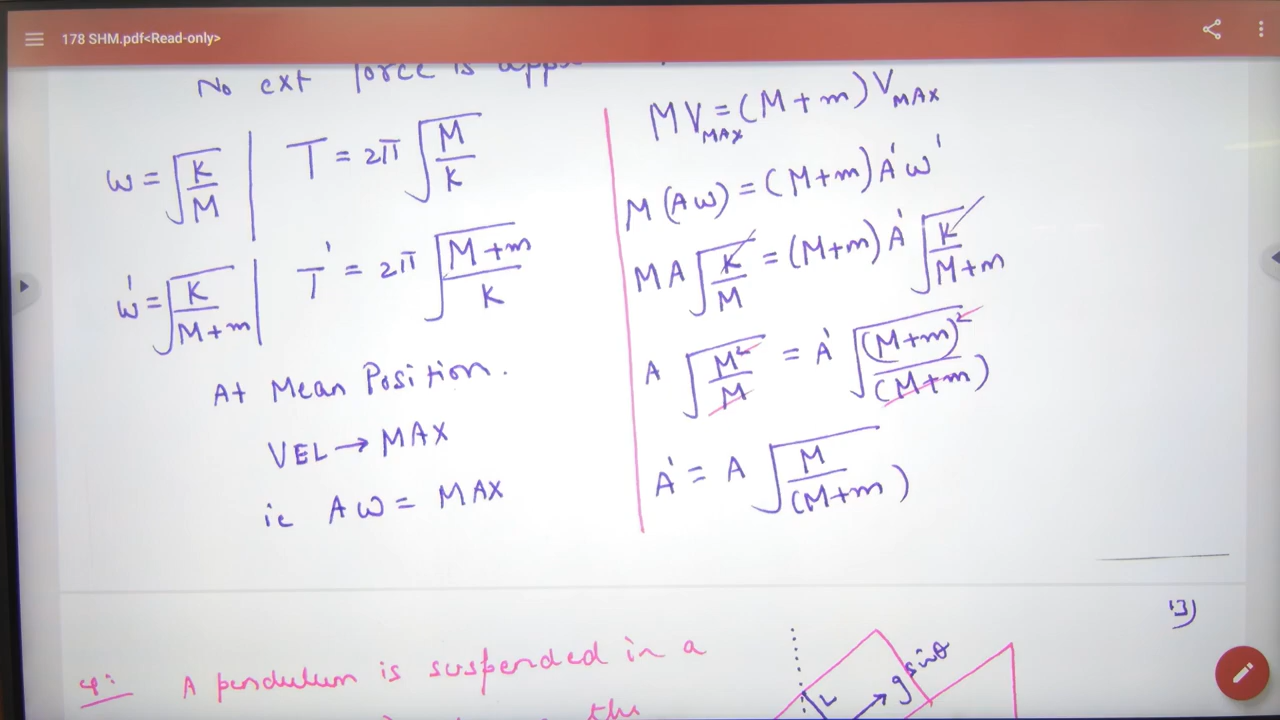 178 SHM.pdf<Read-only>
No ext force is
ω = √(K/M) | T = 2π √(M/K)
ω' = √(K/(M+m)) | T' = 2π √((M+m)/K)
At Mean Position.
VEL → MAX
ie Aω = MAX
MV_MAX = (M+m) V_MAX
M(Aω) = (M+m) A'ω'
MA √(K/M) = (M+m) A' √(K/(M+m))
A √(M²/M) = A' √((M+m)²/(M+m))
A' = A √(M/(M+m))
13)
φ:- A pendulum is suspended in a
the
L
g sinθ